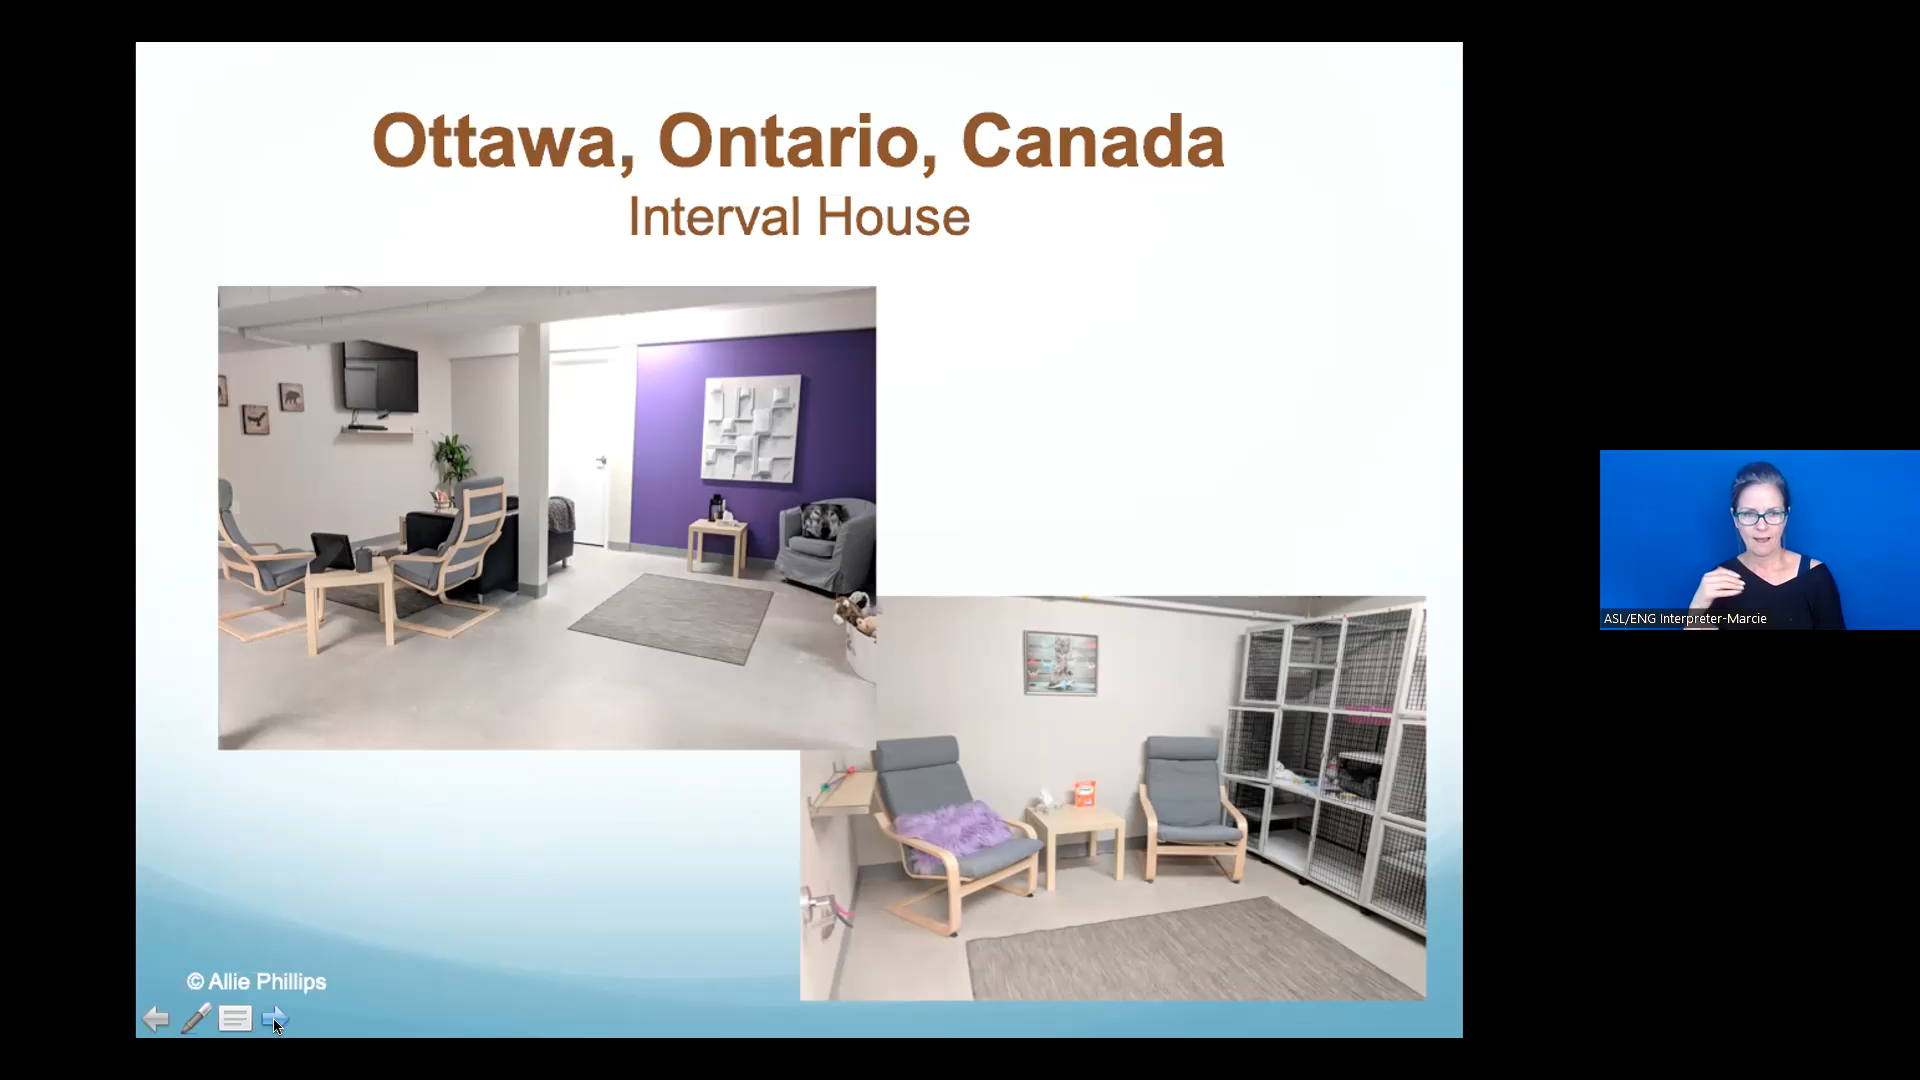 Ottawa, Ontario, Canada
Interval House
© Allie Phillips
ASL/ENG Interpreter-Marcie